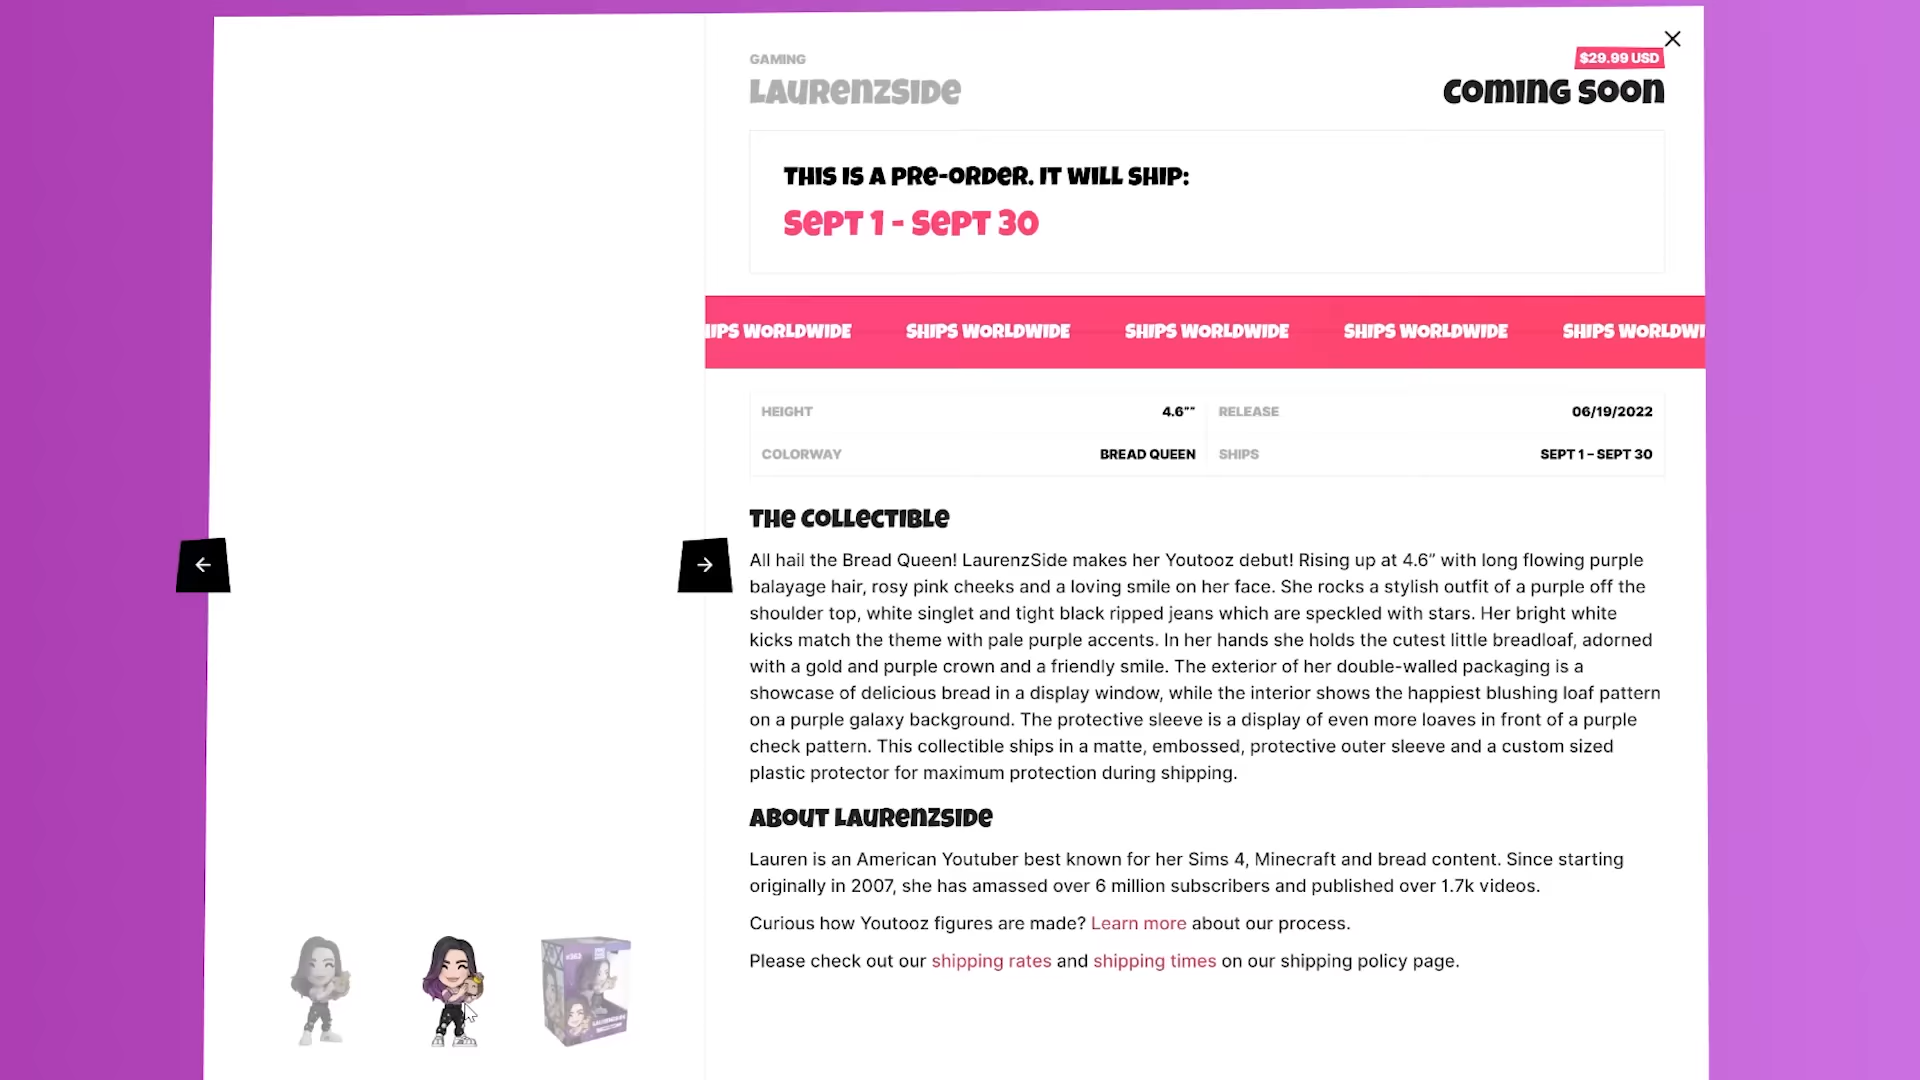 GAMING
LAURENZSIDE
$29.99 USD
COMING SOON
THIS IS A PRE-ORDER. IT WILL SHIP:
SEPT 1 - SEPT 30
IPS WORLDWIDE SHIPS WORLDWIDE SHIPS WORLDWIDE SHIPS WORLDWIDE SHIPS WORLDWI
HEIGHT 4.6”” RELEASE 06/19/2022
COLORWAY BREAD QUEEN SHIPS SEPT 1 – SEPT 30
THE COLLECTIBLE
All hail the Bread Queen! LaurenzSide makes her Youtooz debut! Rising up at 4.6” with long flowing purple
balayage hair, rosy pink cheeks and a loving smile on her face. She rocks a stylish outfit of a purple off the
shoulder top, white singlet and tight black ripped jeans which are speckled with stars. Her bright white
kicks match the theme with pale purple accents. In her hands she holds the cutest little breadloaf, adorned
with a gold and purple crown and a friendly smile. The exterior of her double-walled packaging is a
showcase of delicious bread in a display window, while the interior shows the happiest blushing loaf pattern
on a purple galaxy background. The protective sleeve is a display of even more loaves in front of a purple
check pattern. This collectible ships in a matte, embossed, protective outer sleeve and a custom sized
plastic protector for maximum protection during shipping.
ABOUT LAURENZSIDE
Lauren is an American Youtuber best known for her Sims 4, Minecraft and bread content. Since starting
originally in 2007, she has amassed over 6 million subscribers and published over 1.7k videos.
Curious how Youtooz figures are made? Learn more about our process.
Please check out our shipping rates and shipping times on our shipping policy page.